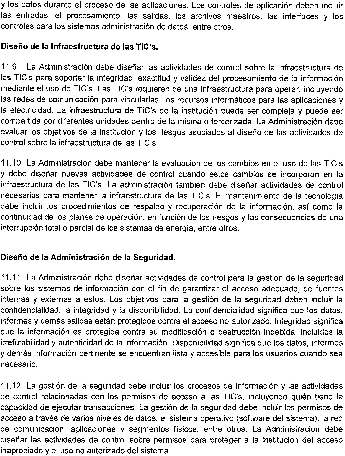 y los datos durante el proceso de las aplicaciones. Los controles de aplicación deben incluir
las entradas, el procesamiento, las salidas, los archivos maestros, las interfaces y los
controles para los sistemas administración de datos, entre otros.
Diseño de la Infraestructura de las TIC's.
11.9 La Administración debe diseñar las actividades de control sobre la infraestructura de
las TIC's para soportar la integridad, exactitud y validez del procesamiento de la información
mediante el uso de TIC's. Las TIC's requieren de una infraestructura para operar, incluyendo
las redes de comunicación para vincularlas, los recursos informáticos para las aplicaciones y
la electricidad. La infraestructura de TIC's de la institución puede ser compleja y puede ser
compartida por diferentes unidades dentro de la misma o tercerizada. La Administración debe
evaluar los objetivos de la institución y los riesgos asociados al diseño de las actividades de
control sobre la infraestructura de las TIC's.
11.10 La Administración debe mantener la evaluación de los cambios en el uso de las TIC's
y debe diseñar nuevas actividades de control cuando estos cambios se incorporan en la
infraestructura de las TIC's. La administración también debe diseñar actividades de control
necesarias para mantener la infraestructura de las TIC's. El mantenimiento de la tecnología
debe incluir los procedimientos de respaldo y recuperación de la información, así como la
continuidad de los planes de operación, en función de los riesgos y las consecuencias de una
interrupción total o parcial de los sistemas de energía, entre otros.
Diseño de la Administración de la Seguridad.
11.11 La Administración debe diseñar actividades de control para la gestión de la seguridad
sobre los sistemas de información con el fin de garantizar el acceso adecuado, de fuentes
internas y externas a éstos. Los objetivos para la gestión de la seguridad deben incluir la
confidencialidad, la integridad y la disponibilidad. La confidencialidad significa que los datos,
informes y demás salidas están protegidos contra el acceso no autorizado. Integridad significa
que la información es protegida contra su modificación o destrucción indebida, incluidos la
irrefutabilidad y autenticidad de la información. Disponibilidad significa que los datos, informes
y demás información pertinente se encuentran lista y accesible para los usuarios cuando sea
necesario.
11.12 La gestión de la seguridad debe incluir los procesos de información y las actividades
de control relacionadas con los permisos de acceso a las TIC's, incluyendo quién tiene la
capacidad de ejecutar transacciones. La gestión de la seguridad debe incluir los permisos de
acceso a través de varios niveles de datos, el sistema operativo (software del sistema), la red
de comunicación, aplicaciones y segmentos físicos, entre otros. La Administración debe
diseñar las actividades de control sobre permisos para proteger a la institución del acceso
inapropiado y el uso no autorizado del sistema.